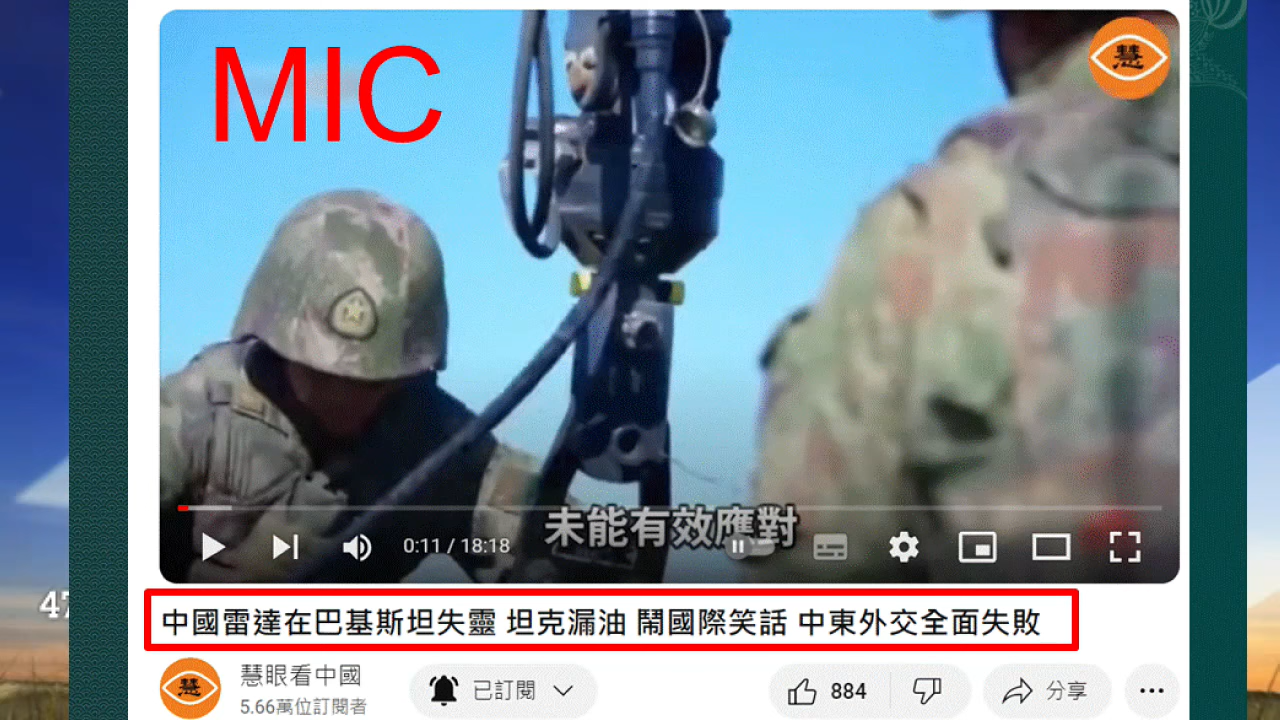 MIC
慧
未能有效應對
0:11 / 18:18
中國雷達在巴基斯坦失靈 坦克漏油 鬧國際笑話 中東外交全面失敗
47
慧
慧眼看中國
5.66萬位訂閱者
已訂閱
884
分享